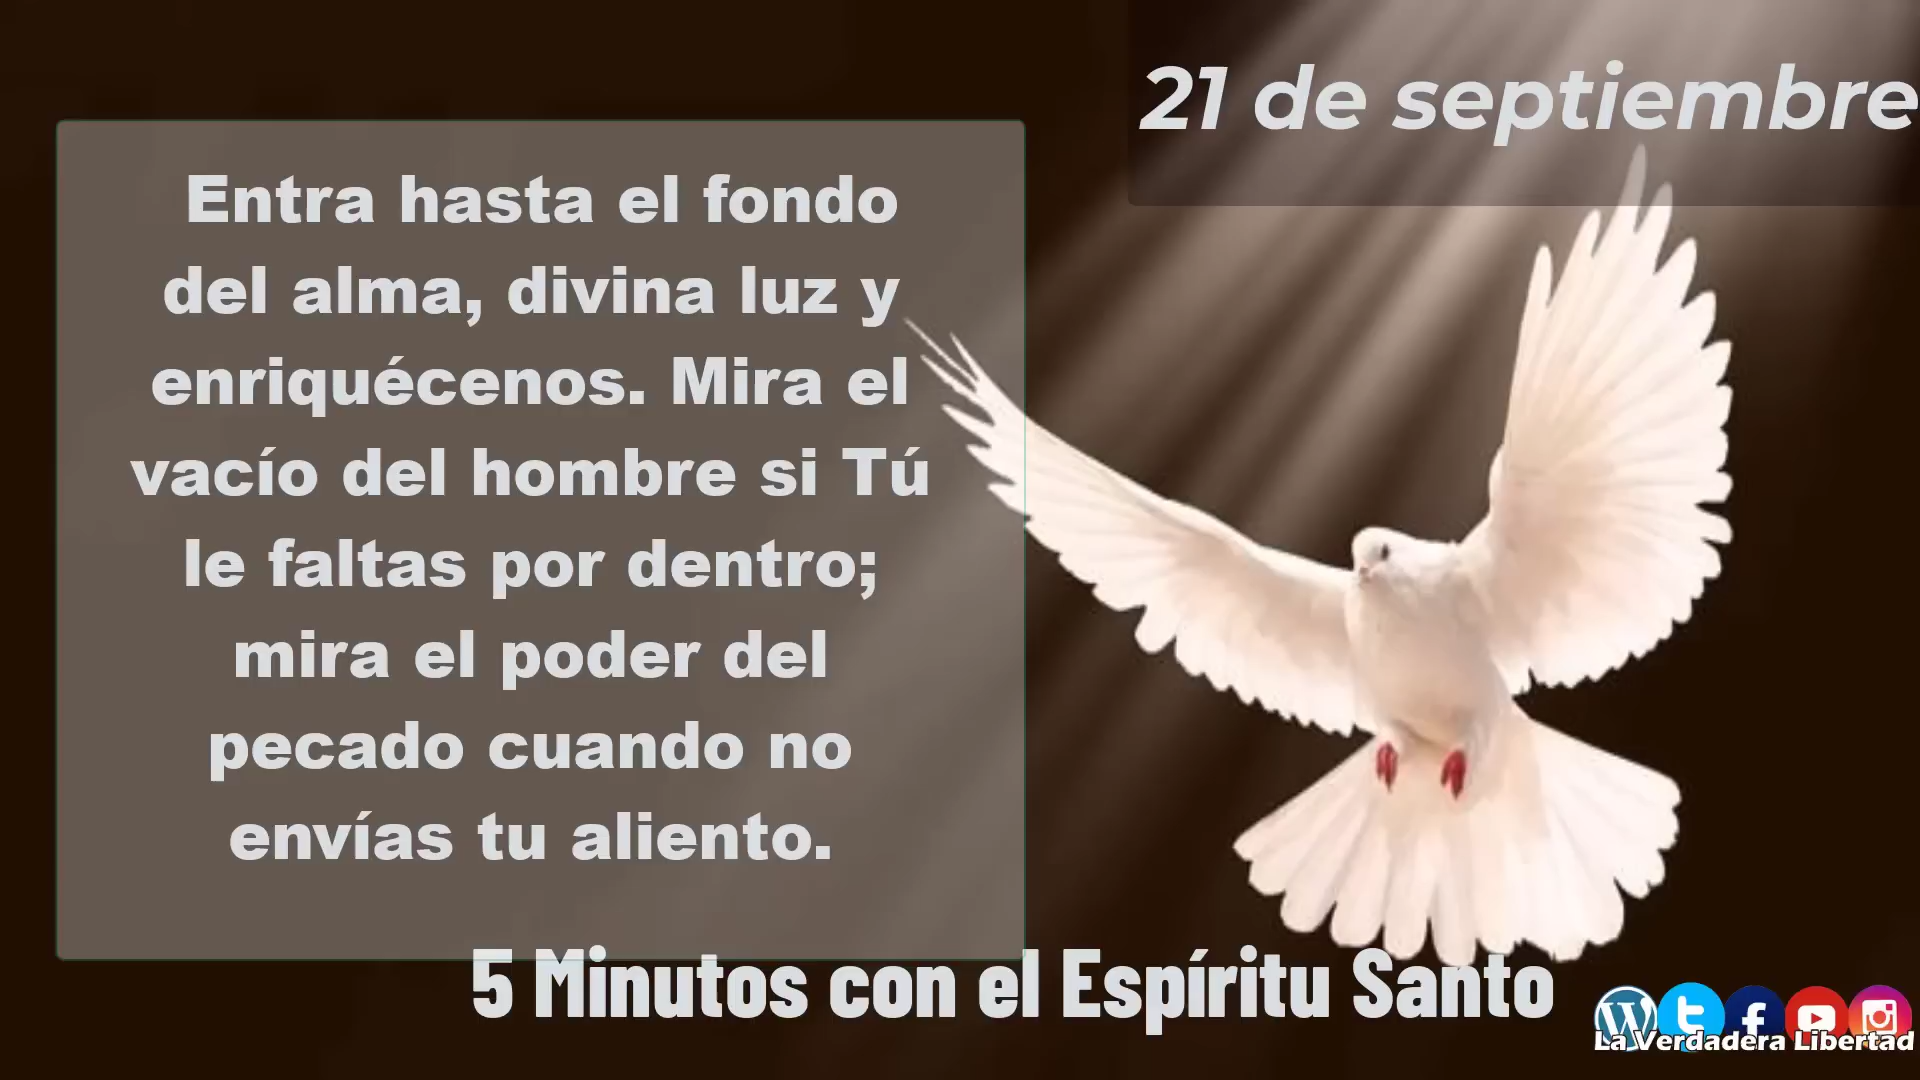 21 de septiembre
Entra hasta el fondo
del alma, divina luz y
enriquécenos. Mira el
vacío del hombre si Tú
le faltas por dentro;
mira el poder del
pecado cuando no
envías tu aliento.
5 Minutos con el Espíritu Santo
La Verdadera Libertad